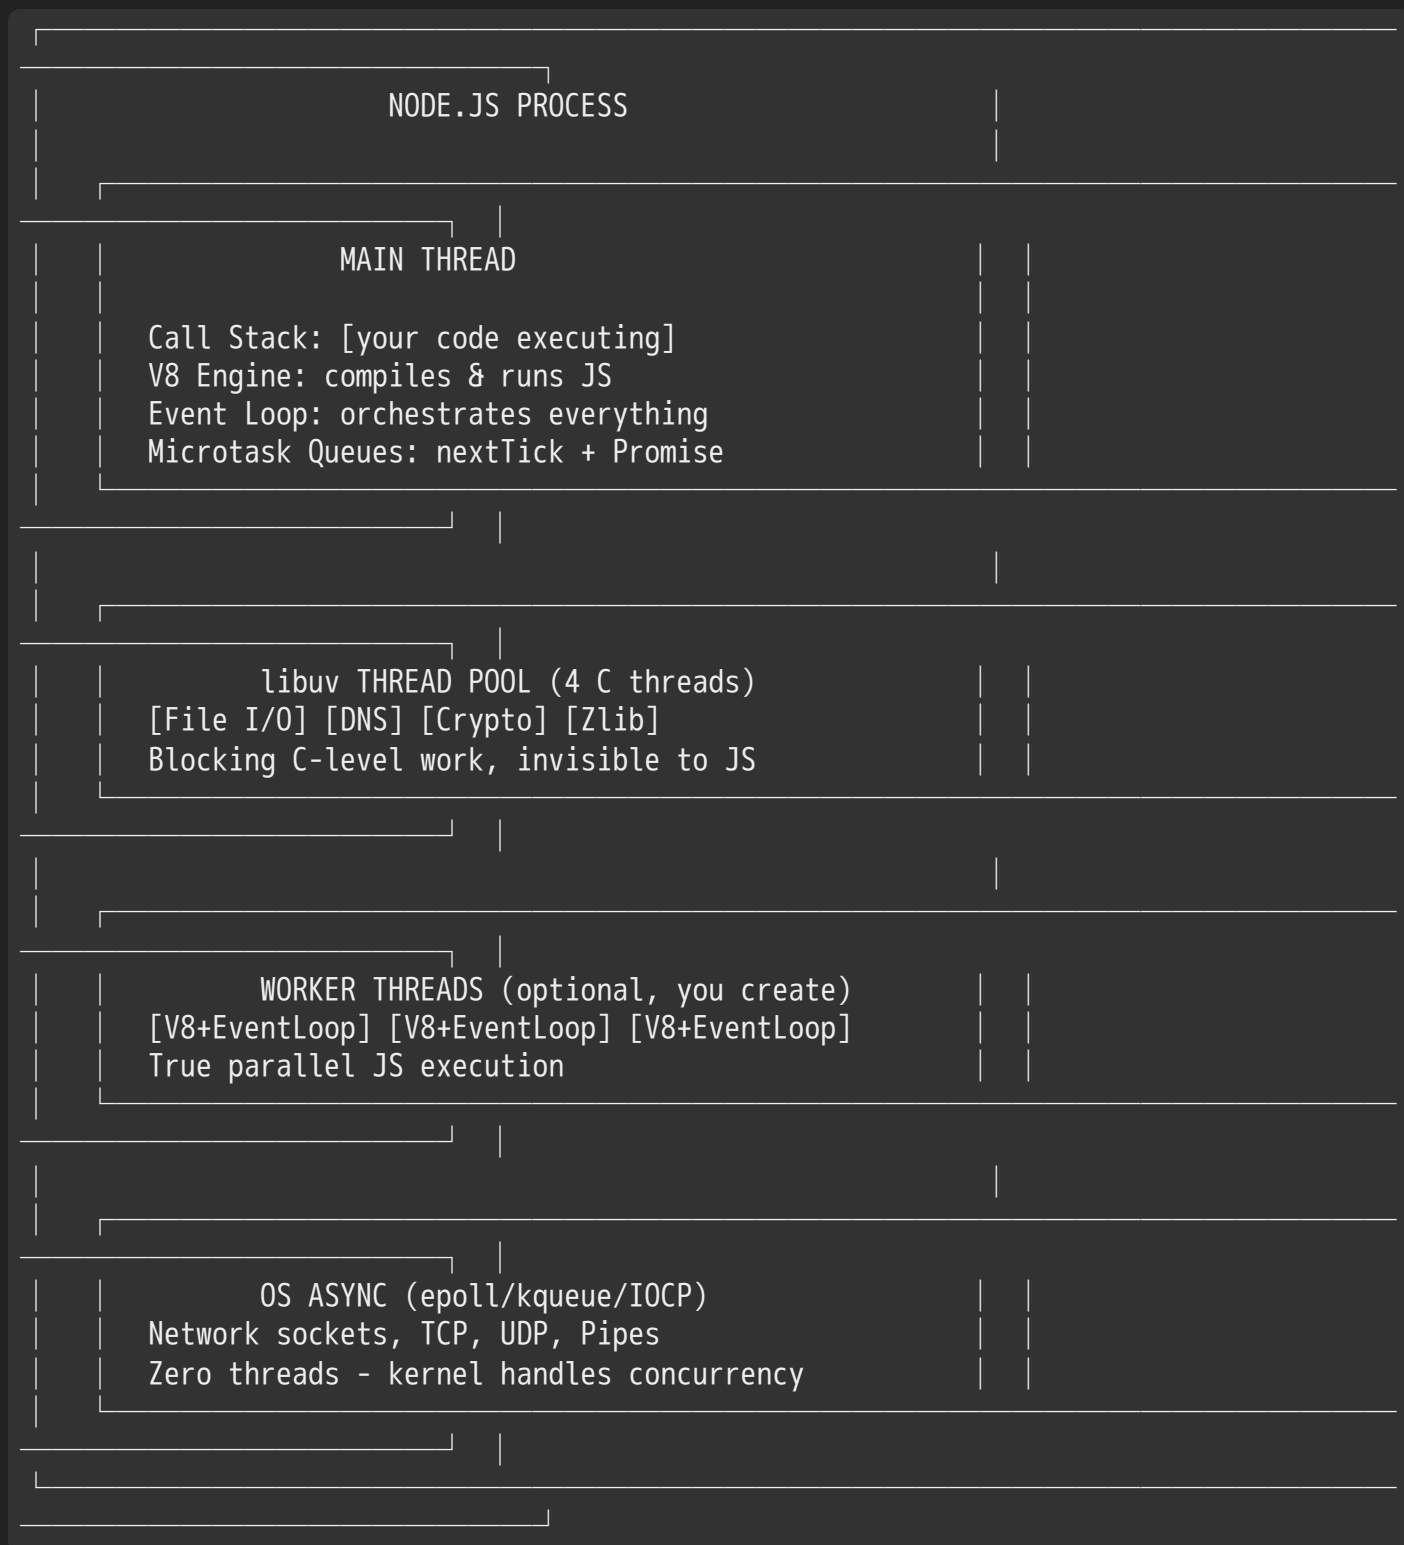 NODE.JS PROCESS
MAIN THREAD
Call Stack: [your code executing]
V8 Engine: compiles & runs JS
Event Loop: orchestrates everything
Microtask Queues: nextTick + Promise
libuv THREAD POOL (4 C threads)
[File I/O] [DNS] [Crypto] [Zlib]
Blocking C-level work, invisible to JS
WORKER THREADS (optional, you create)
[V8+EventLoop] [V8+EventLoop] [V8+EventLoop]
True parallel JS execution
OS ASYNC (epoll/kqueue/IOCP)
Network sockets, TCP, UDP, Pipes
Zero threads - kernel handles concurrency